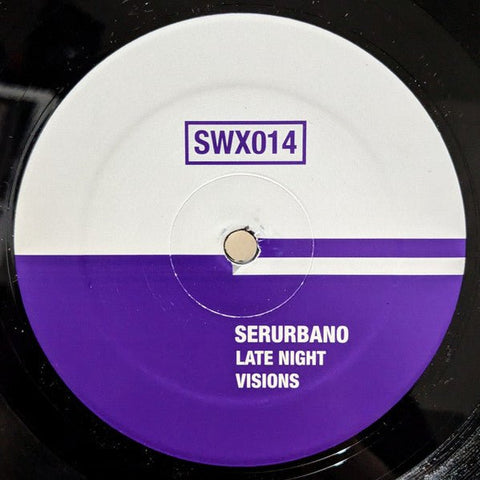 SWX014
SERURBANO
LATE NIGHT
VISIONS